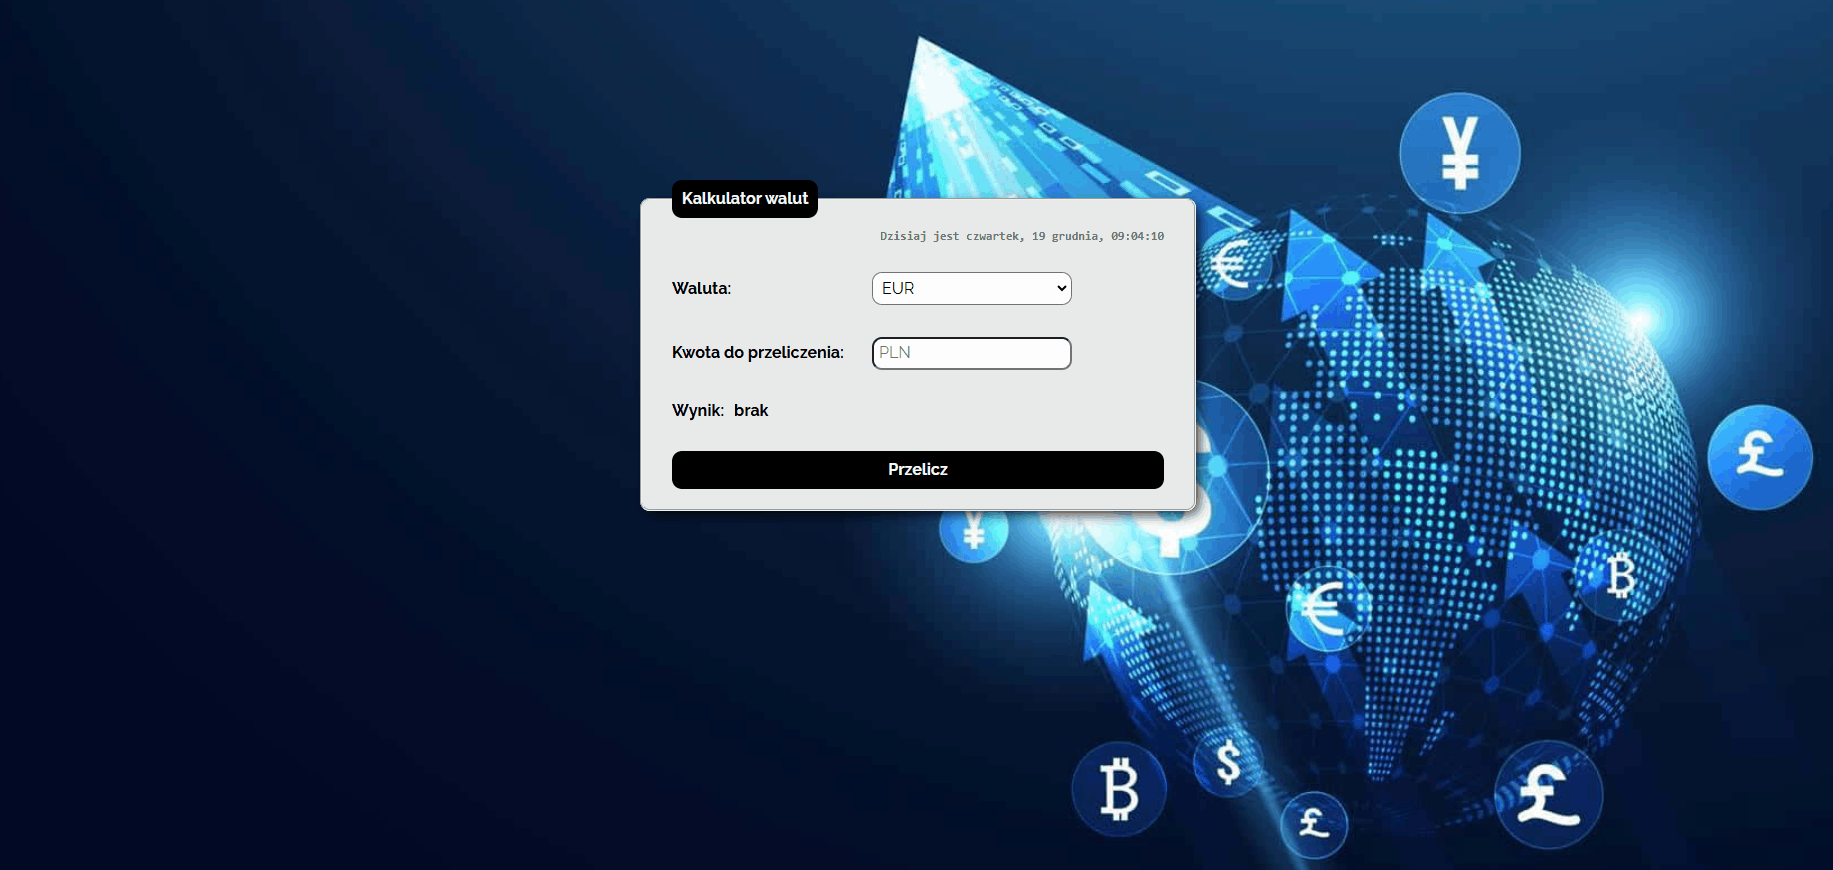 Kalkulator walut
Dzisiaj jest czwartek, 19 grudnia, 09:04:10
Waluta: EUR
Kwota do przeliczenia: PLN
Wynik: brak
Przelicz